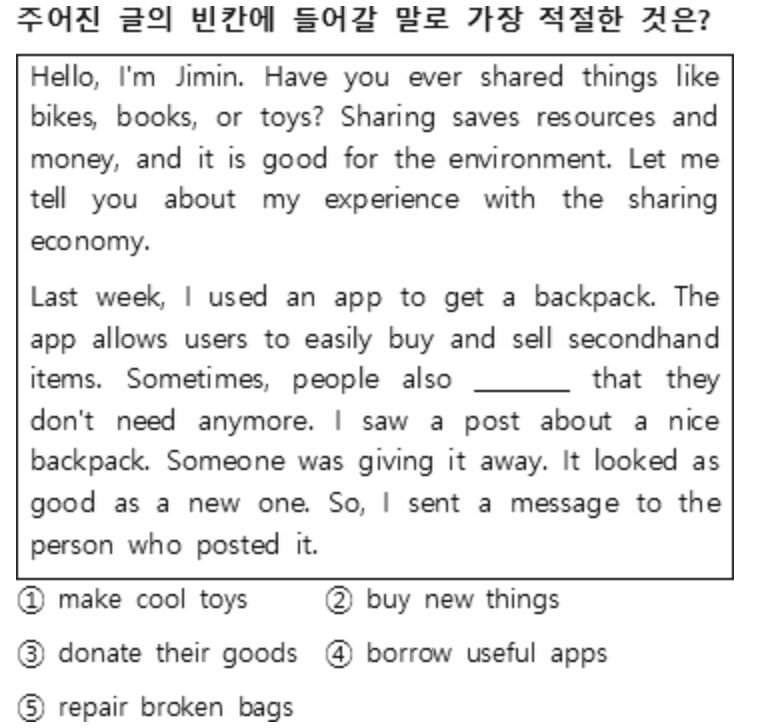 주어진 글의 빈칸에 들어갈 말로 가장 적절한 것은?
Hello, I'm Jimin. Have you ever shared things like
bikes, books, or toys? Sharing saves resources and
money, and it is good for the environment. Let me
tell you about my experience with the sharing
economy.
Last week, I used an app to get a backpack. The
app allows users to easily buy and sell secondhand
items. Sometimes, people also ________ that they
don't need anymore. I saw a post about a nice
backpack. Someone was giving it away. It looked as
good as a new one. So, I sent a message to the
person who posted it.
① make cool toys ② buy new things
③ donate their goods ④ borrow useful apps
⑤ repair broken bags